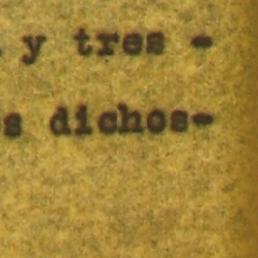 y tres -
s dichos-